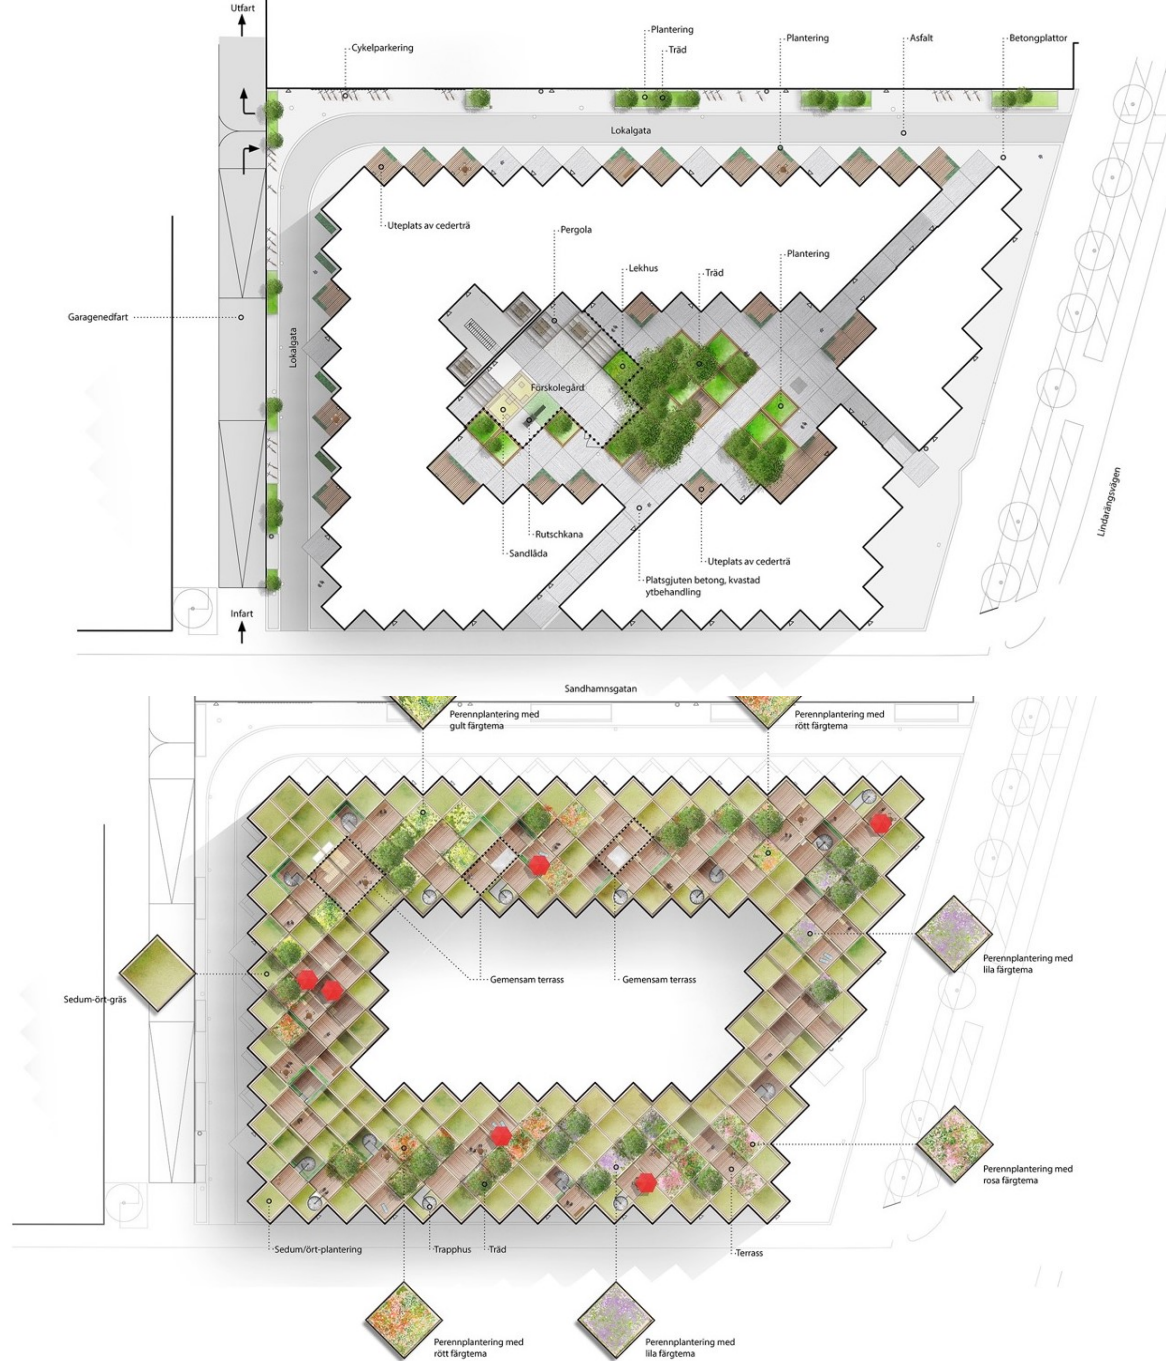 Utfart
Cykelparkering
Plantering
Träd
Plantering
Asfalt
Betongplattor
Lokalgata
Uteplats av cederträ
Pergola
Lekhus
Träd
Plantering
Garagenedfart
Lokalgata
Förskolegård
Lindarängsvägen
Rutschkana
Sandlåda
Uteplats av cederträ
Platsgjuten betong, kvastad
ytbehandling
Infart
Sandhamnsgatan
Perennplantering med
gult färgtema
Perennplantering med
rött färgtema
Perennplantering med
lila färgtema
Gemensam terrass
Gemensam terrass
Sedum-ört-gräs
Perennplantering med
rosa färgtema
Sedum/ört-plantering
Trapphus
Träd
Terrass
Perennplantering med
rött färgtema
Perennplantering med
lila färgtema